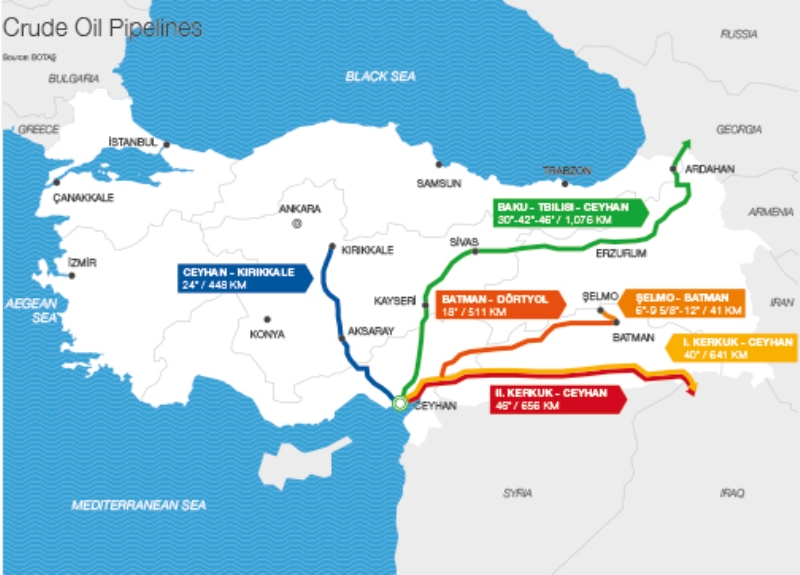 Crude Oil Pipelines
Source: BOTAŞ
RUSSIA
BULGARIA
BLACK SEA
GREECE
İSTANBUL
GEORGIA
ÇANAKKALE
SAMSUN
TRABZON
ARDAHAN
ANKARA
BAKU - TBILISI - CEYHAN
30"-42"-46" / 1,076 KM
ARMENIA
KIRIKKALE
SİVAS
ERZURUM
İZMİR
CEYHAN - KIRIKKALE
24" / 448 KM
AEGEAN
SEA
KAYSERİ
BATMAN - DÖRTYOL
18" / 511 KM
ŞELMO
ŞELMO - BATMAN
6"-9 5/8"-12" / 41 KM
IRAN
KONYA
AKSARAY
BATMAN
I. KERKUK - CEYHAN
40" / 641 KM
CEYHAN
II. KERKUK - CEYHAN
46" / 656 KM
MEDITERRANEAN SEA
SYRIA
IRAQ